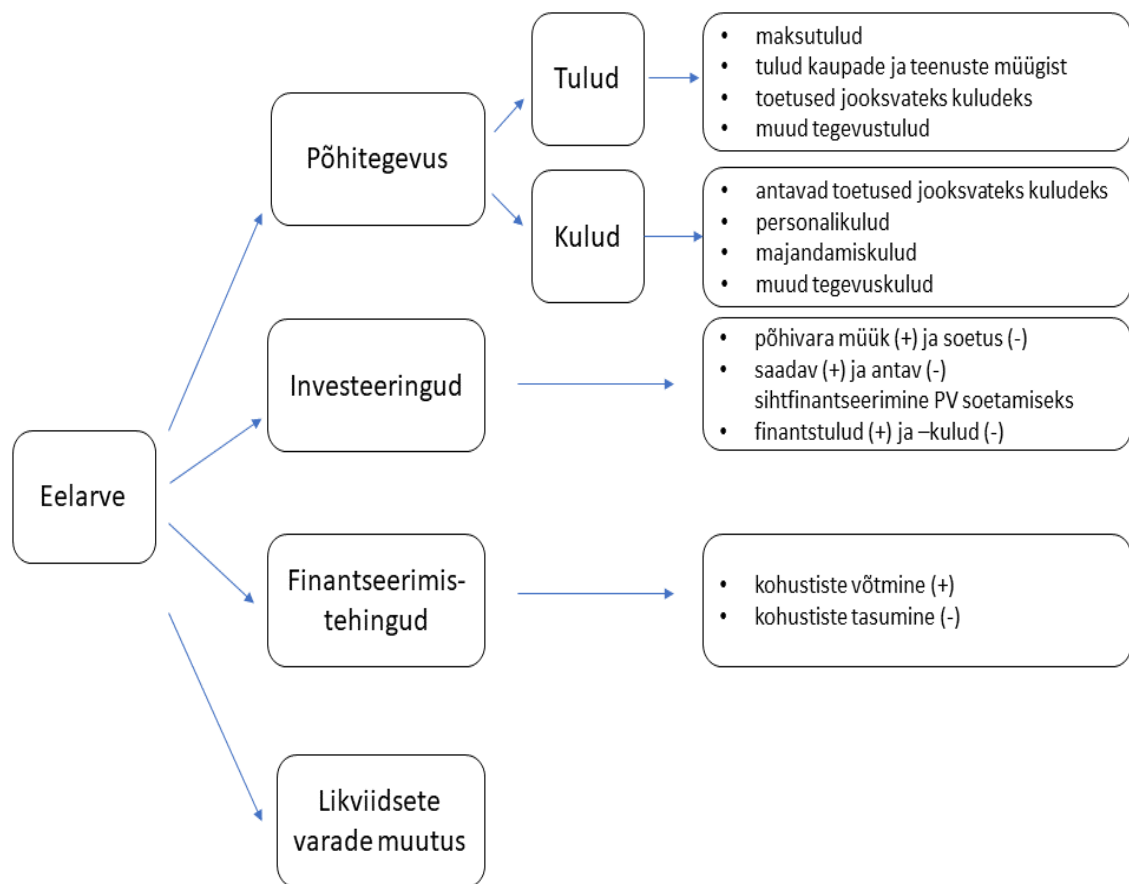 Eelarve
Põhitegevus
Tulud
• maksutulud
• tulud kaupade ja teenuste müügist
• toetused jooksvateks kuludeks
• muud tegevustulud
Kulud
• antavad toetused jooksvateks kuludeks
• personalikulud
• majandamiskulud
• muud tegevuskulud
Investeeringud
• põhivara müük (+) ja soetus (-)
• saadav (+) ja antav (-)
sihtfinantseerimine PV soetamiseks
• finantstulud (+) ja –kulud (-)
Finantseerimis-
tehingud
• kohustiste võtmine (+)
• kohustiste tasumine (-)
Likviidsete
varade muutus